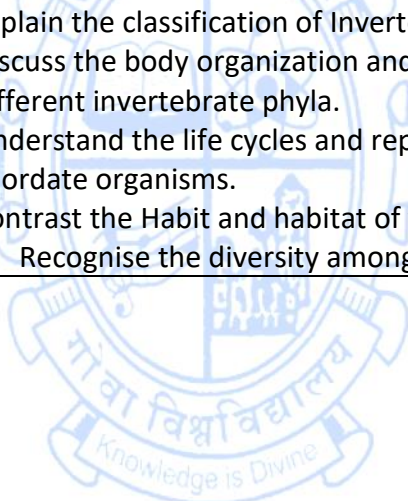 plain the classification of Invert
scuss the body organization and
fferent invertebrate phyla.
nderstand the life cycles and rep
ordate organisms.
ontrast the Habit and habitat of
Recognise the diversity among
गोंवा विश्वविद्यालय
Knowledge is Divine